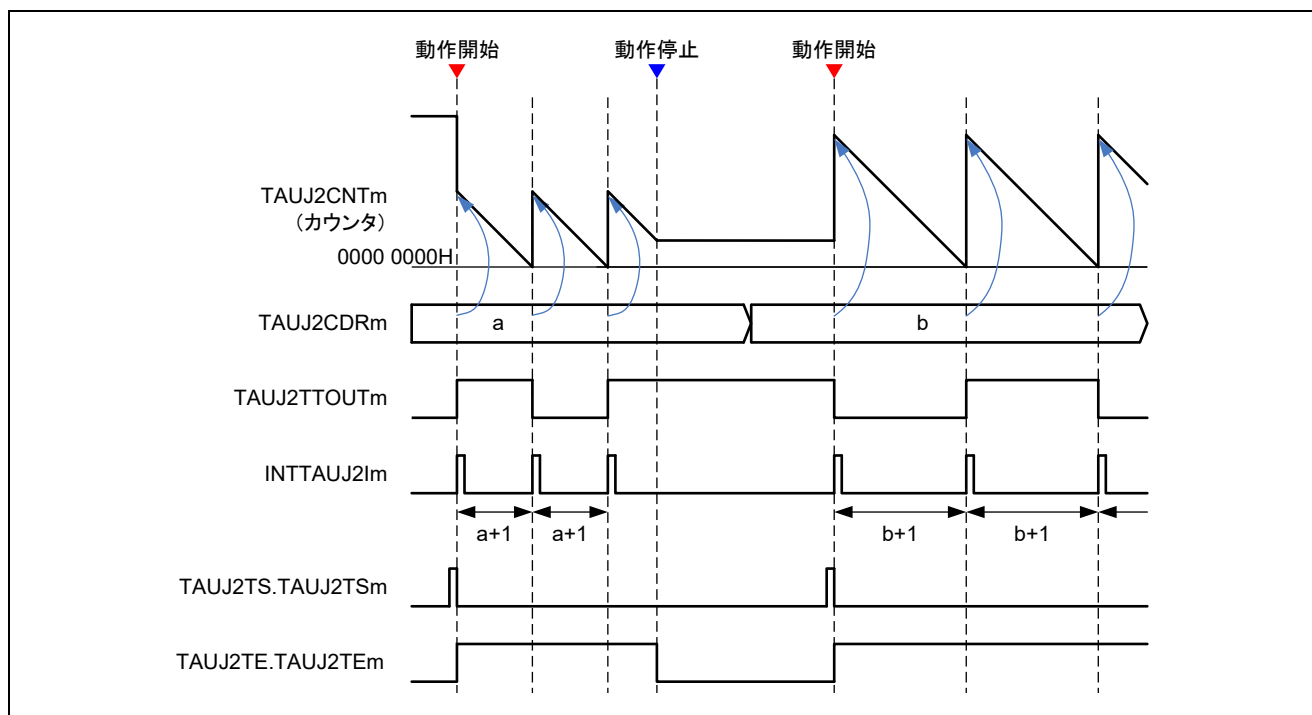 動作開始 動作停止 動作開始
TAUJ2CNTm
（カウンタ）
0000 0000H
TAUJ2CDRm a b
TAUJ2TTOUTm
INTTAUJ2Im
a+1 a+1 b+1 b+1
TAUJ2TS.TAUJ2TSm
TAUJ2TE.TAUJ2TEm